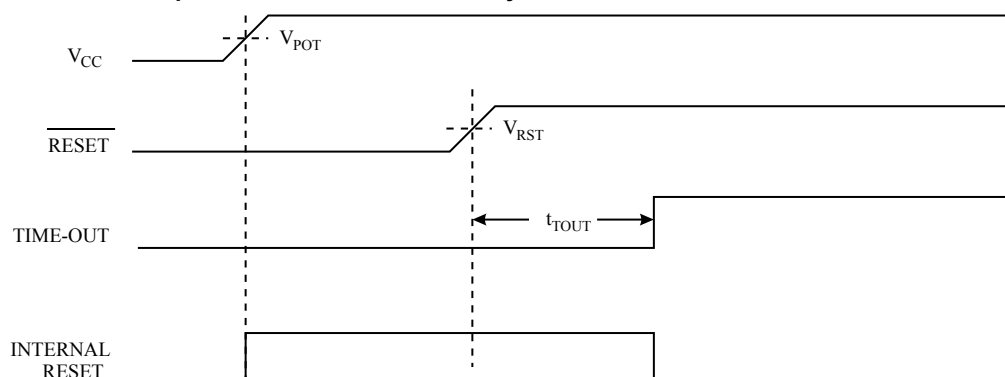 V_POT
V_CC
V_RST
RESET
t_TOUT
TIME-OUT
INTERNAL
RESET